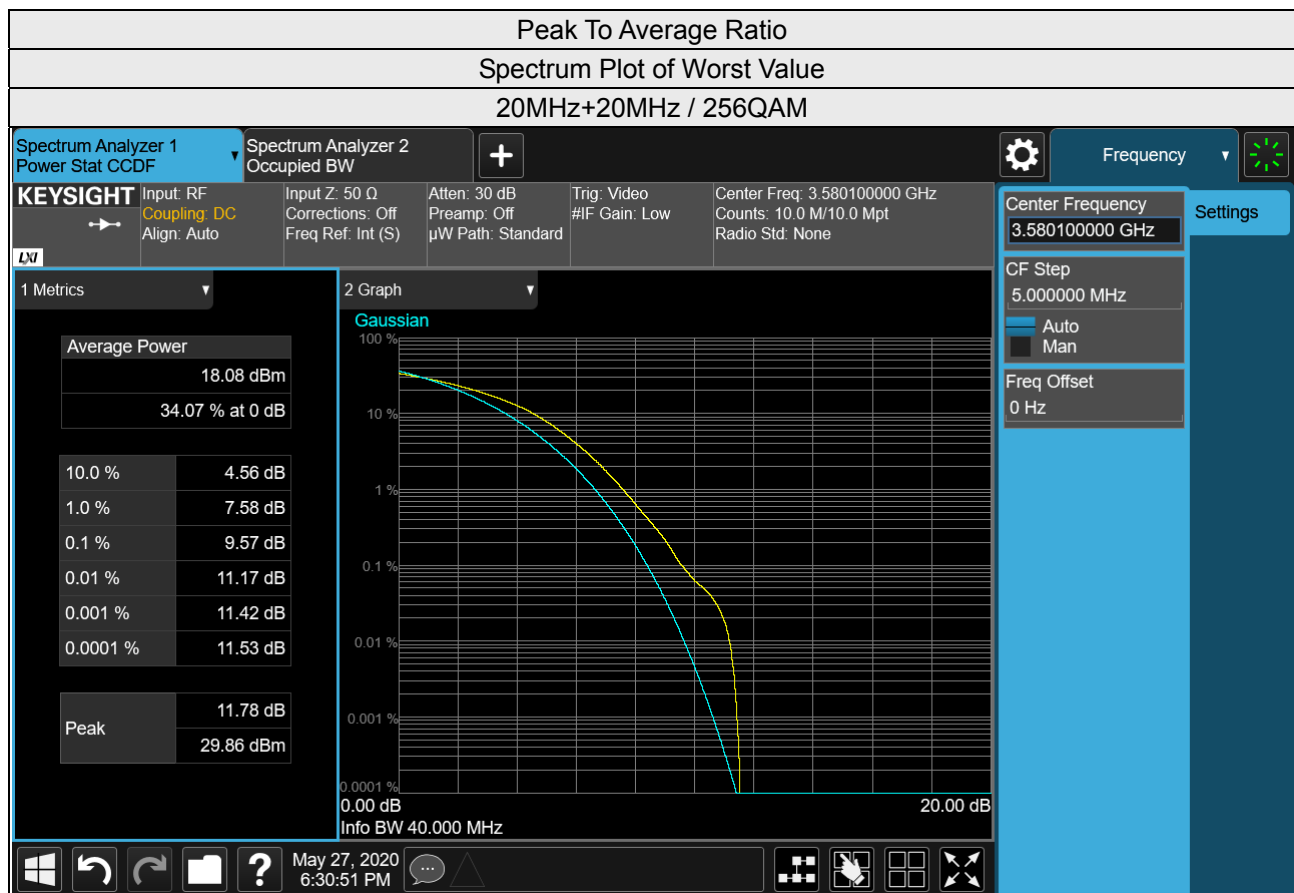 Peak To Average Ratio
Spectrum Plot of Worst Value
20MHz+20MHz / 256QAM
Spectrum Analyzer 1
Power Stat CCDF
Spectrum Analyzer 2
Occupied BW
Frequency
KEYSIGHT
LXI
Input: RF
Coupling: DC
Align: Auto
Input Z: 50 Ω
Corrections: Off
Freq Ref: Int (S)
Atten: 30 dB
Preamp: Off
µW Path: Standard
Trig: Video
#IF Gain: Low
Center Freq: 3.580100000 GHz
Counts: 10.0 M/10.0 Mpt
Radio Std: None
Center Frequency
3.580100000 GHz
Settings
CF Step
5.000000 MHz
Auto
Man
Freq Offset
0 Hz
1 Metrics
Average Power
18.08 dBm
34.07 % at 0 dB
10.0 % 4.56 dB
1.0 % 7.58 dB
0.1 % 9.57 dB
0.01 % 11.17 dB
0.001 % 11.42 dB
0.0001 % 11.53 dB
Peak
11.78 dB
29.86 dBm
2 Graph
Gaussian
100 %
10 %
1 %
0.1 %
0.01 %
0.001 %
0.0001 %
0.00 dB 20.00 dB
Info BW 40.000 MHz
?
May 27, 2020
6:30:51 PM